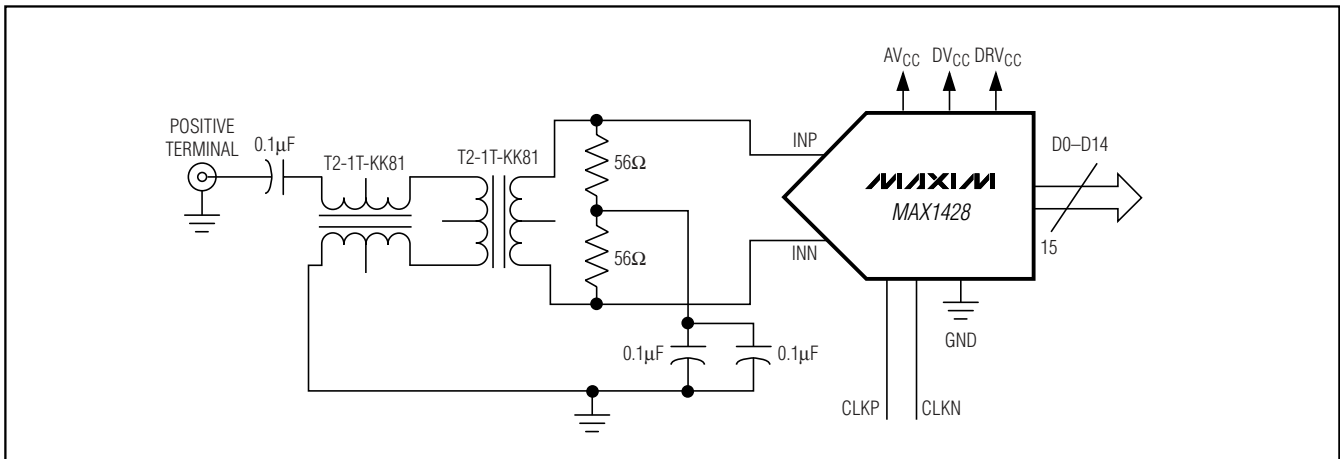 AVCC DVCC DRVCC
POSITIVE
TERMINAL
0.1µF
T2-1T-KK81
T2-1T-KK81
56Ω
56Ω
INP
INN
MAXIM
MAX1428
D0–D14
15
GND
0.1µF
0.1µF
CLKP
CLKN